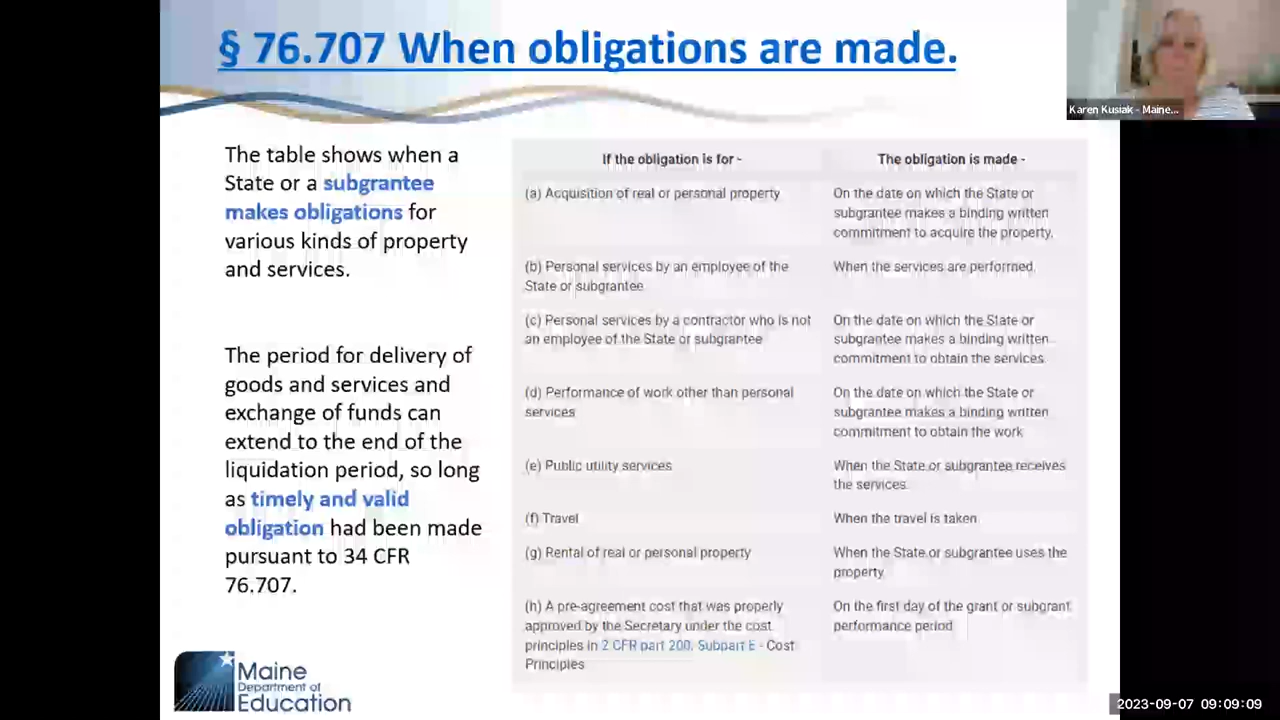 § 76.707 When obligations are made.
Karen Kusiak - Maine...
The table shows when a
State or a subgrantee
makes obligations for
various kinds of property
and services.
The period for delivery of
goods and services and
exchange of funds can
extend to the end of the
liquidation period, so long
as timely and valid
obligation had been made
pursuant to 34 CFR
76.707.
If the obligation is for -
The obligation is made -
(a) Acquisition of real or personal property
On the date on which the State or
subgrantee makes a binding written
commitment to acquire the property.
(b) Personal services by an employee of the
State or subgrantee
When the services are performed.
(c) Personal services by a contractor who is not
an employee of the State or subgrantee
On the date on which the State or
subgrantee makes a binding written
commitment to obtain the services.
(d) Performance of work other than personal
services
On the date on which the State or
subgrantee makes a binding written
commitment to obtain the work.
(e) Public utility services
When the State or subgrantee receives
the services.
(f) Travel
When the travel is taken.
(g) Rental of real or personal property
When the State or subgrantee uses the
property.
(h) A pre-agreement cost that was properly
approved by the Secretary under the cost
principles in 2 CFR part 200, Subpart E - Cost
Principles
On the first day of the grant or subgrant
performance period.
Maine
Department of
Education
2023-09-07 09:09:09